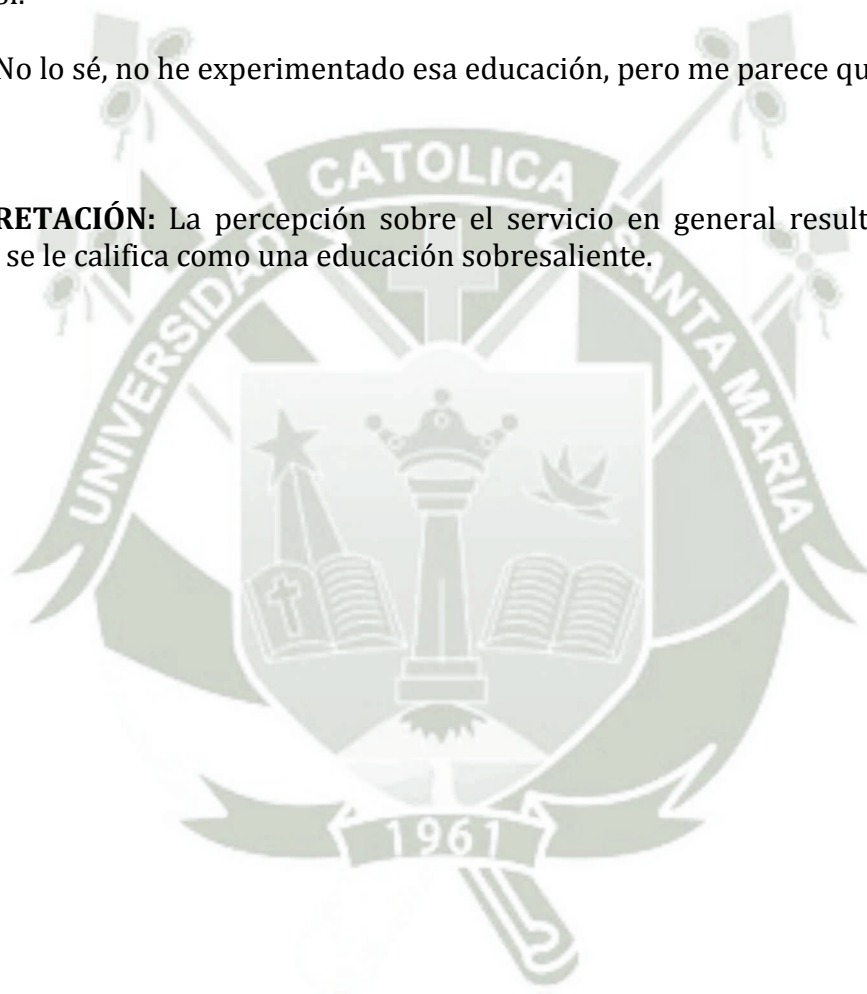 No lo sé, no he experimentado esa educación, pero me parece qu
RETACIÓN: La percepción sobre el servicio en general result
se le califica como una educación sobresaliente.
UNIVERSIDAD CATOLICA SANTA MARIA
1961